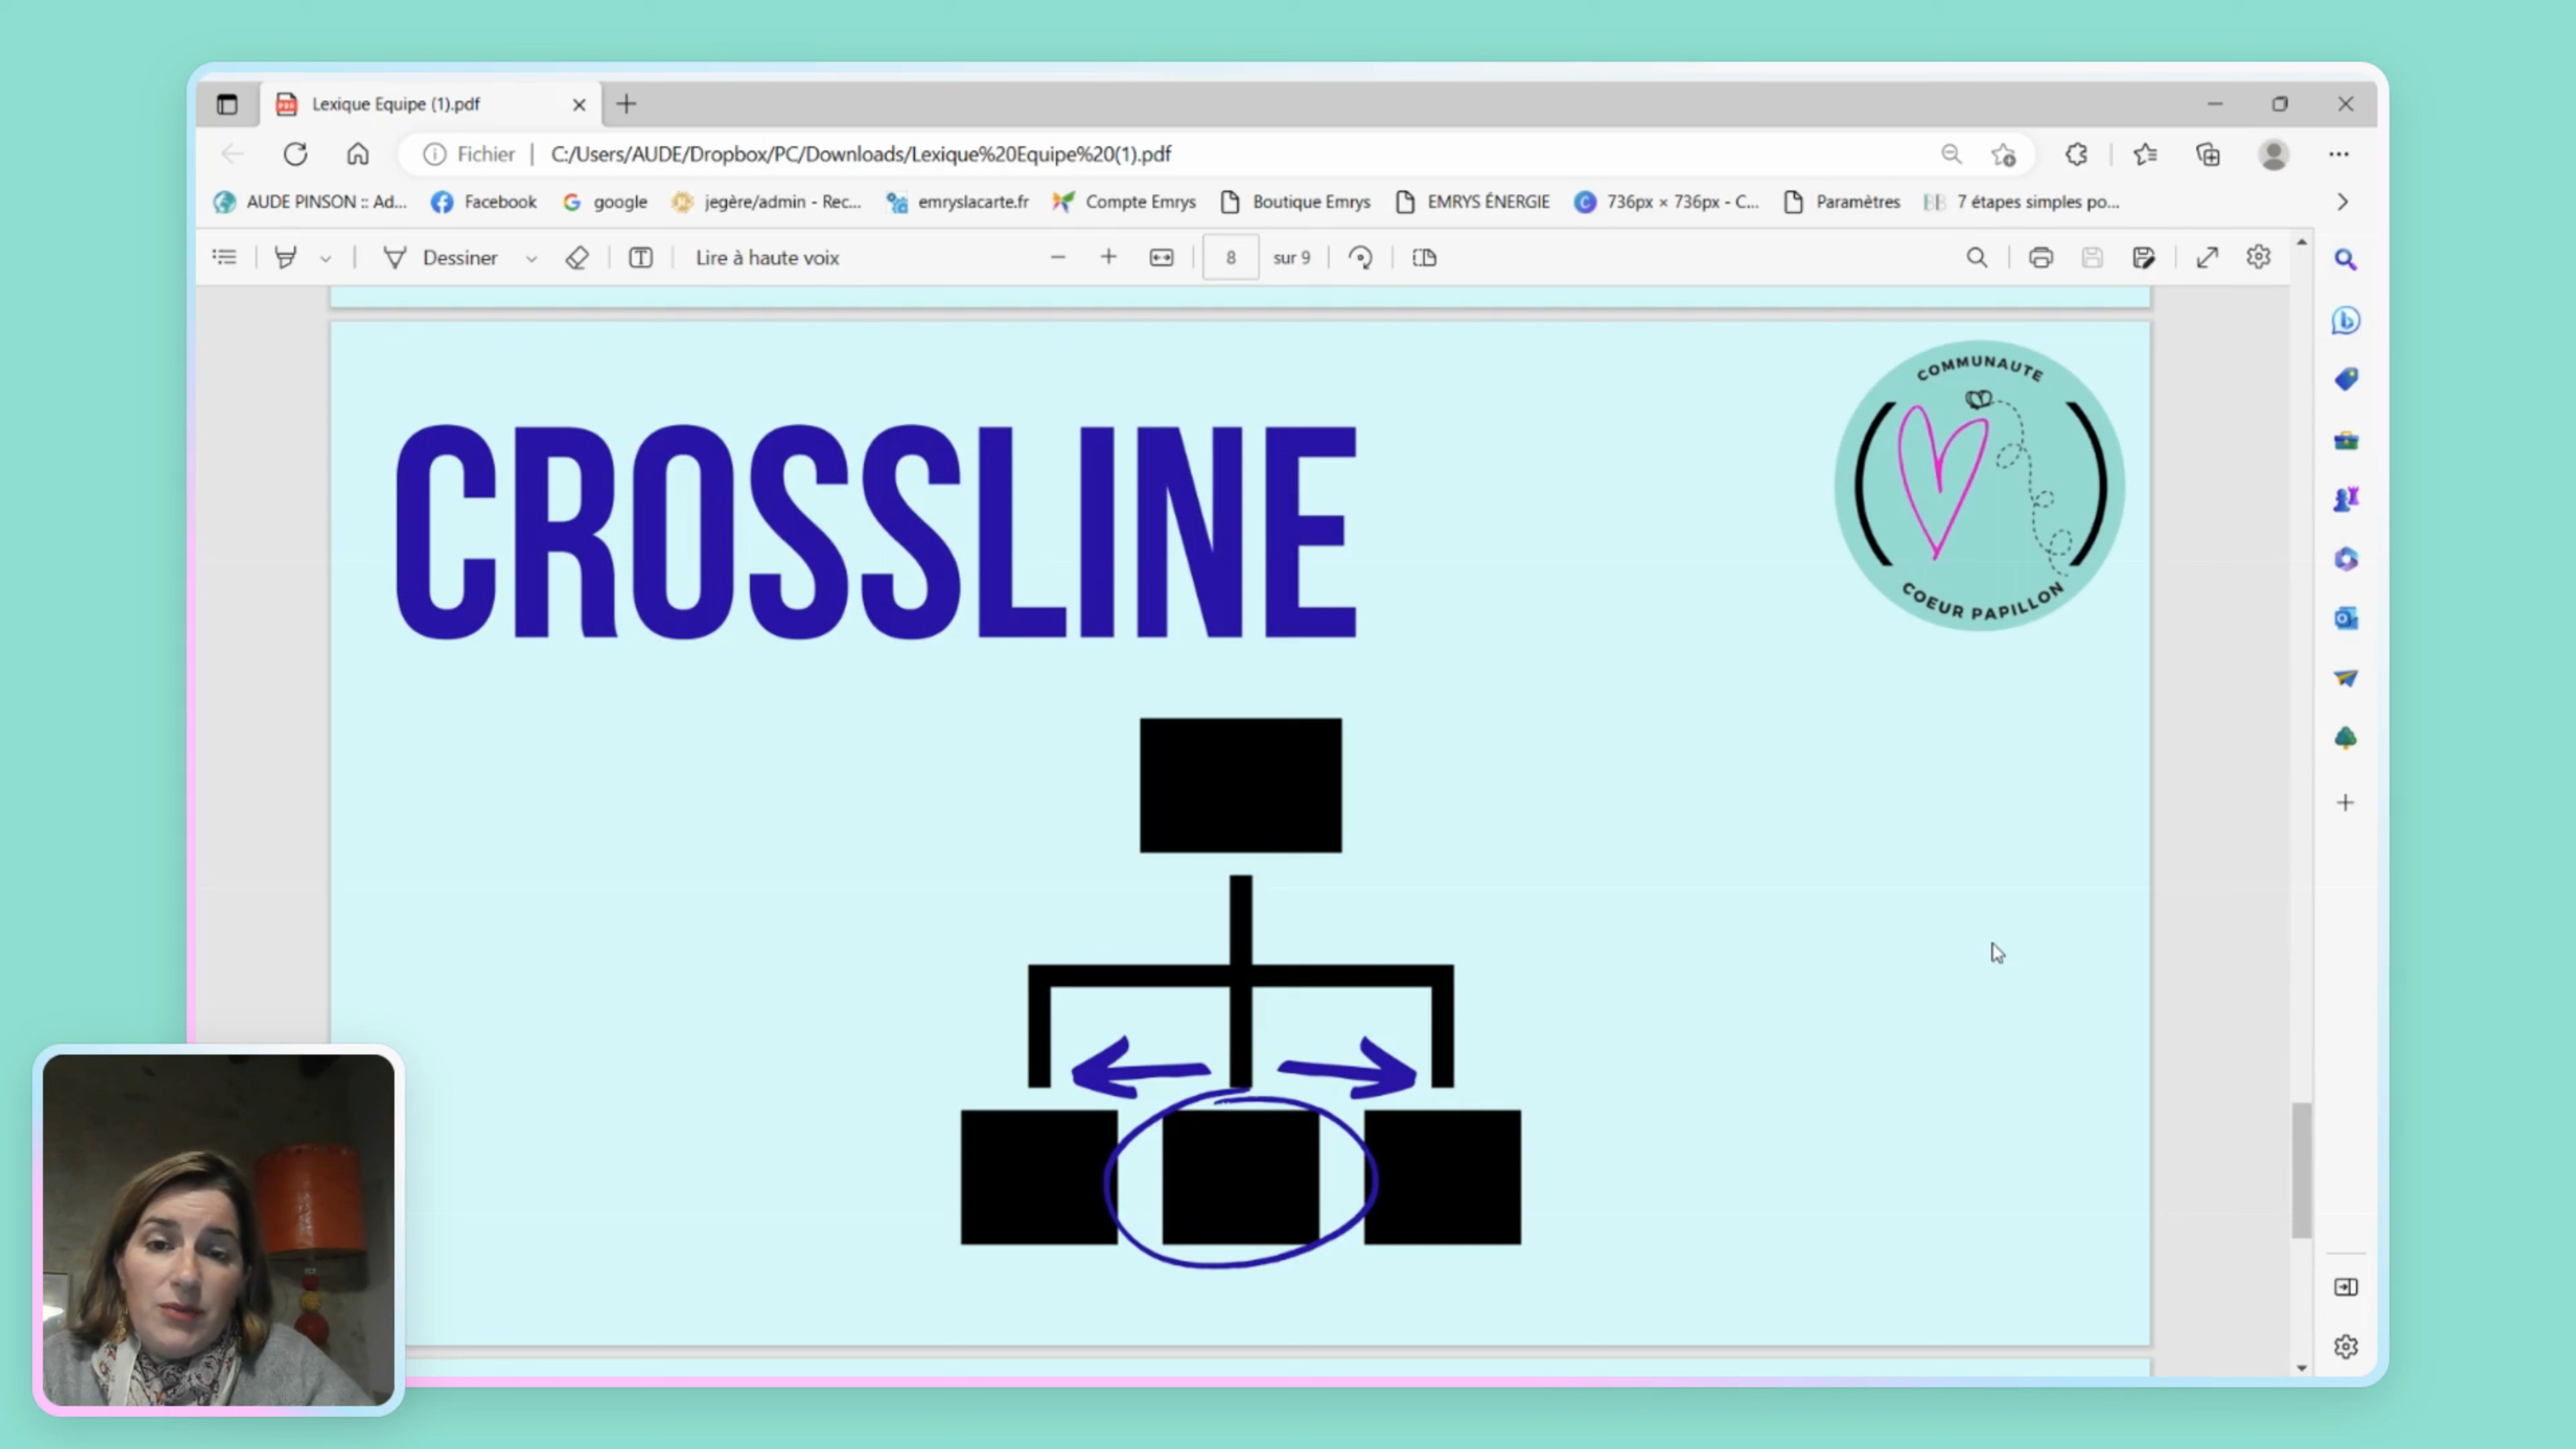 Lexique Equipe (1).pdf
Fichier C:/Users/AUDE/Dropbox/PC/Downloads/Lexique%20Equipe%20(1).pdf
AUDE PINSON :: Ad... Facebook google jegère/admin - Rec... emryslacarte.fr Compte Emrys Boutique Emrys EMRYS ÉNERGIE 736px × 736px - C... Paramètres 7 étapes simples po...
Dessiner Lire à haute voix 8 sur 9
COMMUNAUTE
COEUR PAPILLON
CROSSLINE